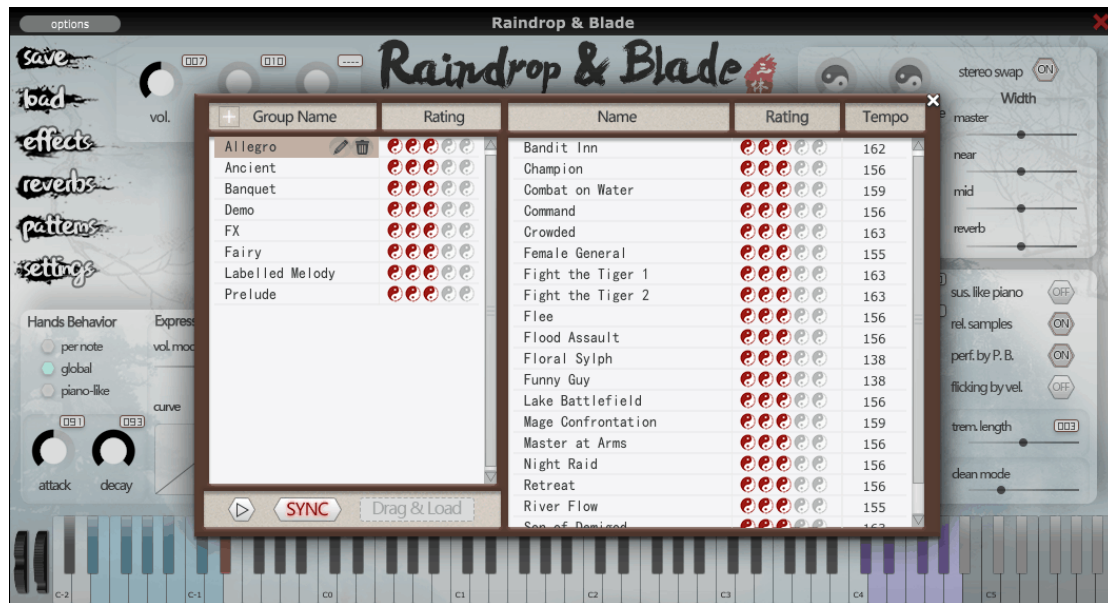 options
Raindrop & Blade
save
load
effects
reverbs
patterns
settings
007
010
----
vol.
Raindrop & Blade
stereo swap ON
Width
master
near
mid
reverb
Group Name Rating
Allegro
Ancient
Banquet
Demo
FX
Fairy
Labelled Melody
Prelude
SYNC Drag & Load
Name Rating Tempo
Bandit Inn 162
Champion 156
Combat on Water 159
Command 156
Crowded 163
Female General 155
Fight the Tiger 1 163
Fight the Tiger 2 163
Flee 156
Flood Assault 156
Floral Sylph 138
Funny Guy 138
Lake Battlefield 156
Mage Confrontation 159
Master at Arms 156
Night Raid 156
Retreat 156
River Flow 155
Hands Behavior
per note
global
piano-like
091 093
attack decay
Express
vol. mod
curve
sus. like piano OFF
rel. samples ON
perf. by P. B. ON
flicking by vel. OFF
trem. length 003
clean mode
C-2 C-1 C0 C1 C2 C3 C4 C5